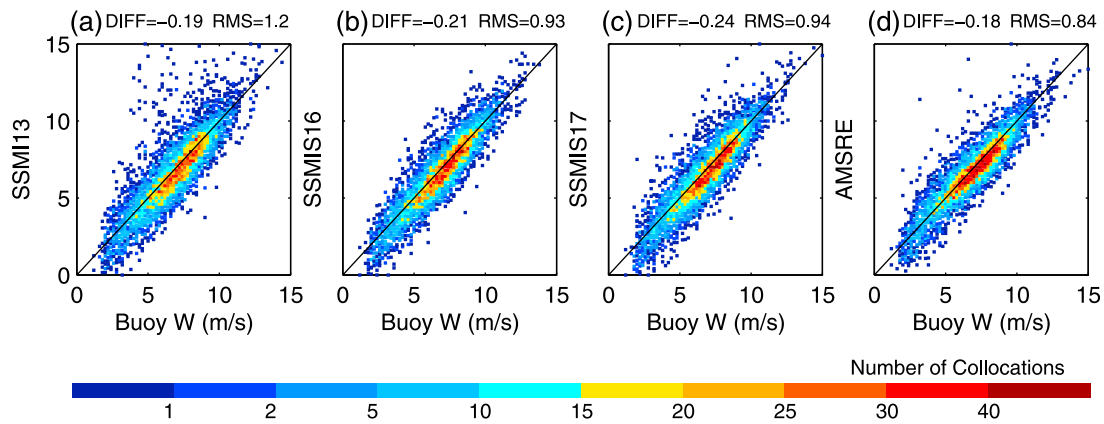 (a) DIFF=−0.19 RMS=1.2
(b) DIFF=−0.21 RMS=0.93
(c) DIFF=−0.24 RMS=0.94
(d) DIFF=−0.18 RMS=0.84
15
10
5
0
SSMI13
SSMIS16
SSMIS17
AMSRE
0 5 10 15
0 5 10 15
0 5 10 15
0 5 10 15
Buoy W (m/s)
Buoy W (m/s)
Buoy W (m/s)
Buoy W (m/s)
Number of Collocations
1 2 5 10 15 20 25 30 40